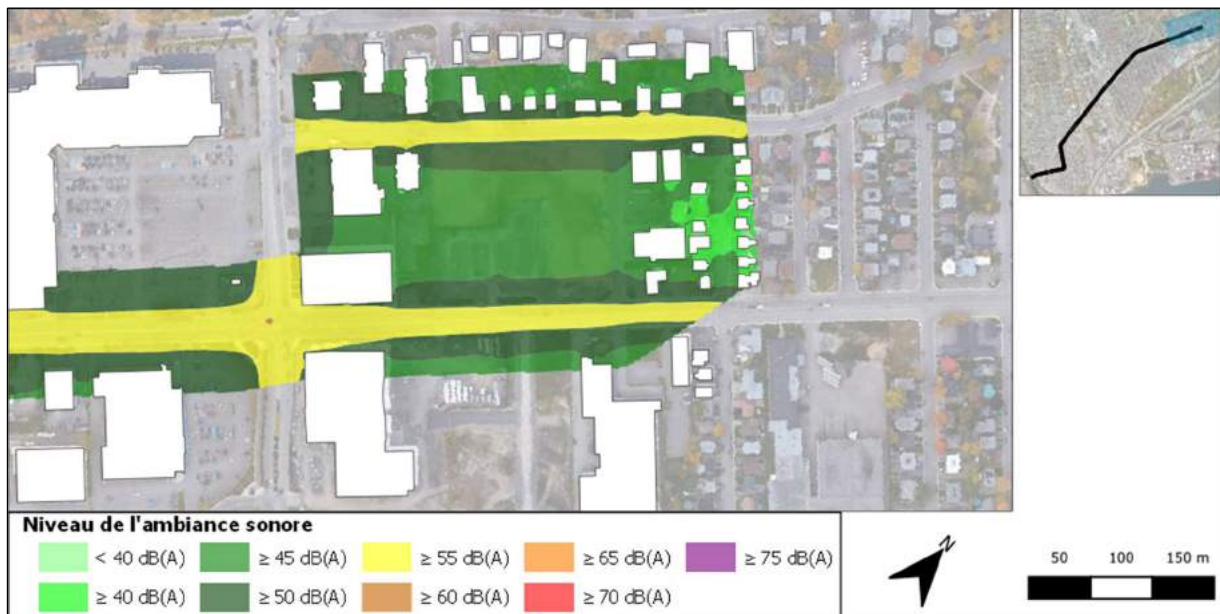 Niveau de l'ambiance sonore
< 40 dB(A) ≥ 45 dB(A) ≥ 55 dB(A) ≥ 65 dB(A) ≥ 75 dB(A)
≥ 40 dB(A) ≥ 50 dB(A) ≥ 60 dB(A) ≥ 70 dB(A)
N
50 100 150 m